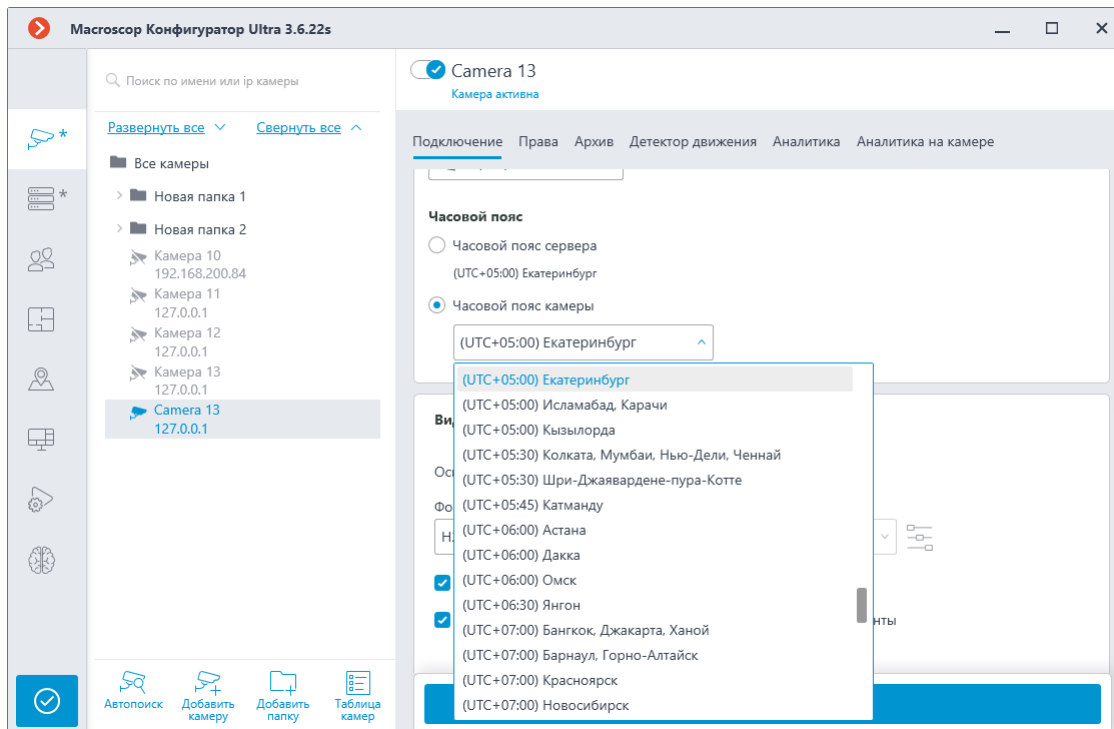 Macroscop Конфигуратор Ultra 3.6.22s
Поиск по имени или ip камеры
Развернуть все
Свернуть все
Все камеры
Новая папка 1
Новая папка 2
Камера 10
192.168.200.84
Камера 11
127.0.0.1
Камера 12
127.0.0.1
Камера 13
127.0.0.1
Camera 13
127.0.0.1
Автопоиск
Добавить камеру
Добавить папку
Таблица камер
Camera 13
Камера активна
Подключение Права Архив Детектор движения Аналитика Аналитика на камере
Часовой пояс
Часовой пояс сервера
(UTC+05:00) Екатеринбург
Часовой пояс камеры
(UTC+05:00) Екатеринбург
(UTC+05:00) Екатеринбург
(UTC+05:00) Исламабад, Карачи
(UTC+05:00) Кызылорда
(UTC+05:30) Колката, Мумбаи, Нью-Дели, Ченнай
(UTC+05:30) Шри-Джаявардене-пура-Котте
(UTC+05:45) Катманду
(UTC+06:00) Астана
(UTC+06:00) Дакка
(UTC+06:00) Омск
(UTC+06:30) Янгон
(UTC+07:00) Бангкок, Джакарта, Ханой
(UTC+07:00) Барнаул, Горно-Алтайск
(UTC+07:00) Красноярск
(UTC+07:00) Новосибирск